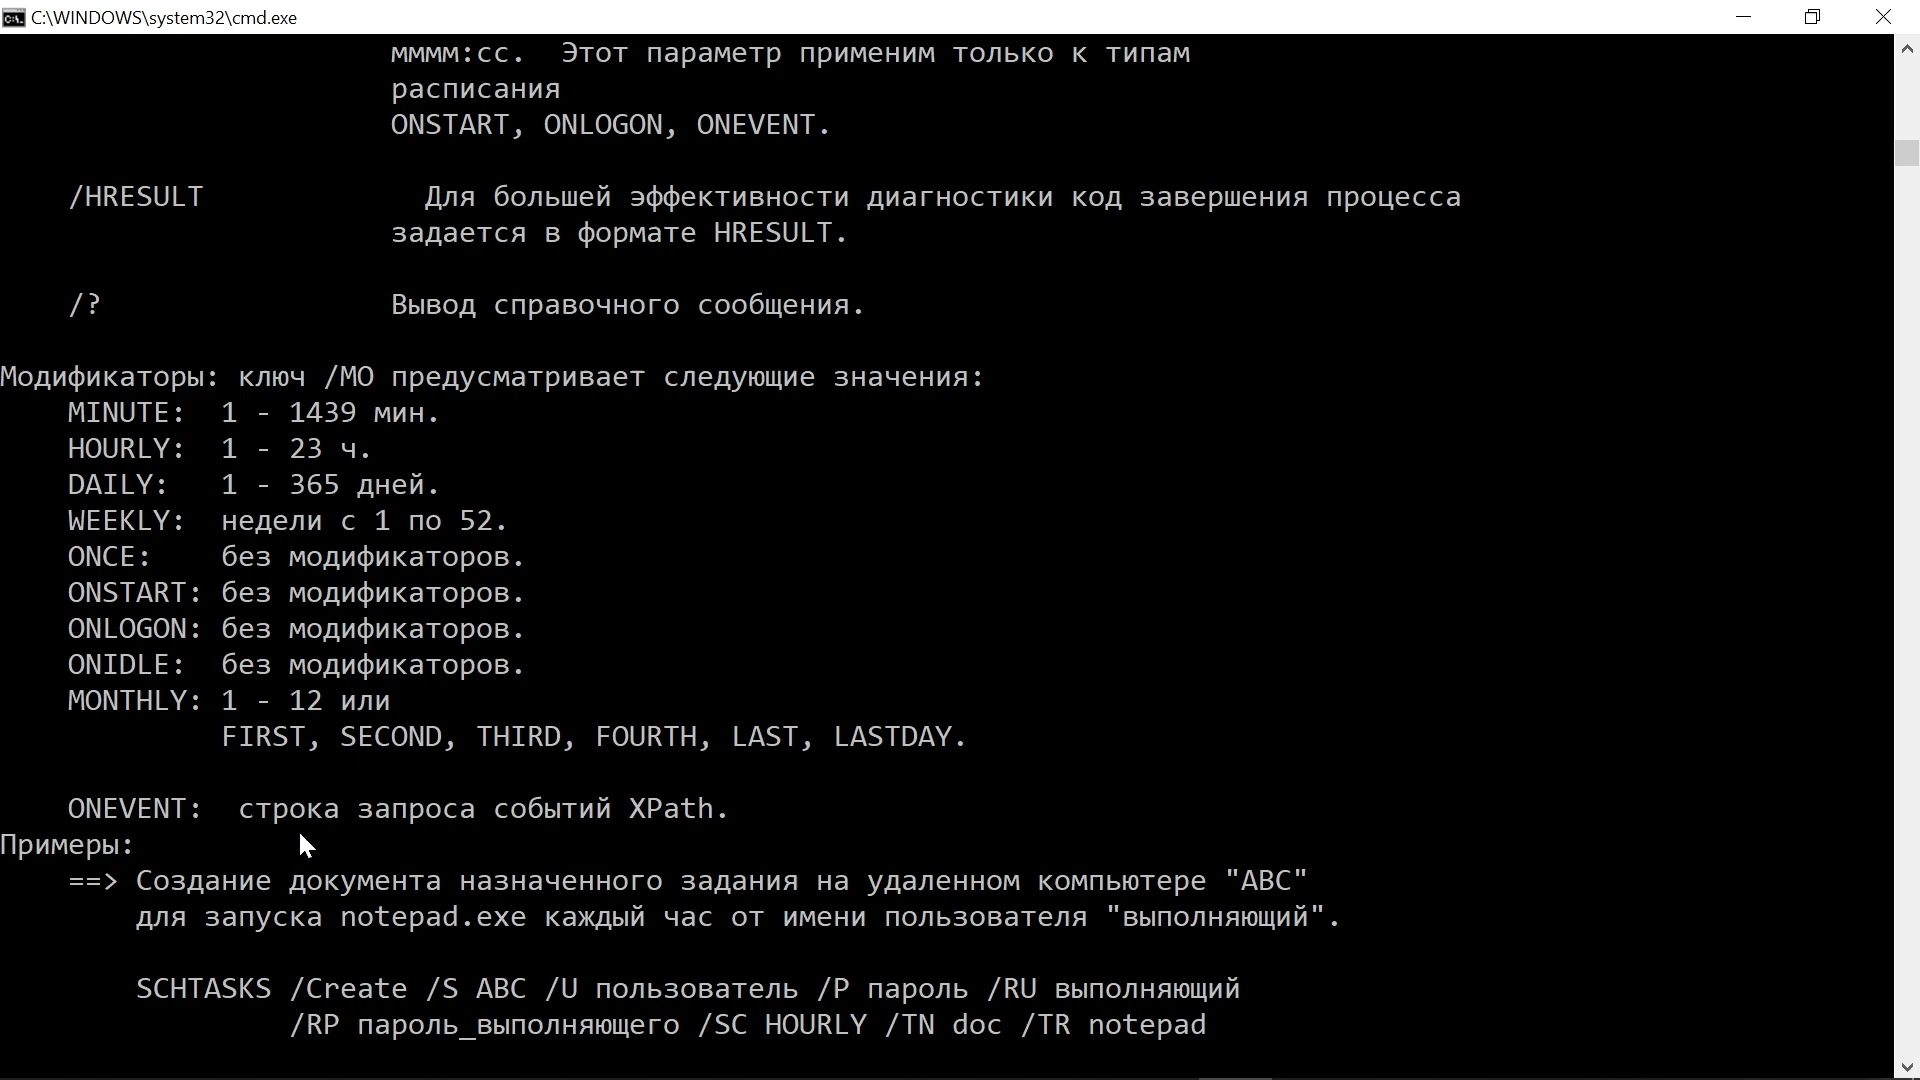 C:\WINDOWS\system32\cmd.exe
мммм:сс.  Этот параметр применим только к типам
расписания
ONSTART, ONLOGON, ONEVENT.
/HRESULT             Для большей эффективности диагностики код завершения процесса
задается в формате HRESULT.
/?                 Вывод справочного сообщения.
Модификаторы: ключ /MO предусматривает следующие значения:
MINUTE:  1 - 1439 мин.
HOURLY:  1 - 23 ч.
DAILY:   1 - 365 дней.
WEEKLY:  недели с 1 по 52.
ONCE:    без модификаторов.
ONSTART: без модификаторов.
ONLOGON: без модификаторов.
ONIDLE:  без модификаторов.
MONTHLY: 1 - 12 или
FIRST, SECOND, THIRD, FOURTH, LAST, LASTDAY.
ONEVENT:  строка запроса событий XPath.
Примеры:
==> Создание документа назначенного задания на удаленном компьютере "ABC"
для запуска notepad.exe каждый час от имени пользователя "выполняющий".
SCHTASKS /Create /S ABC /U пользователь /P пароль /RU выполняющий
/RP пароль_выполняющего /SC HOURLY /TN doc /TR notepad